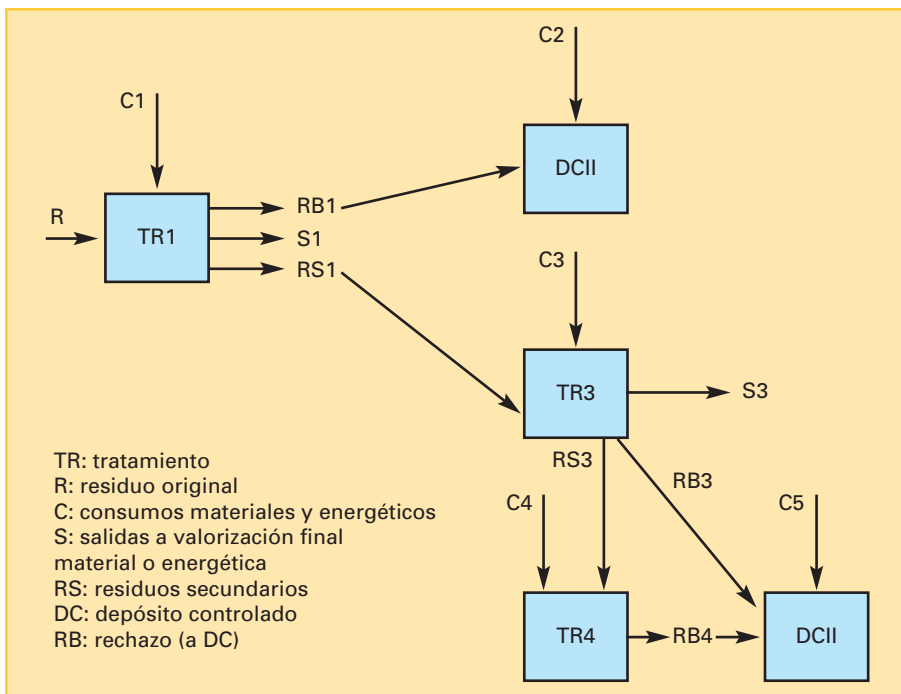 C2
C1
DCII
RB1
R
TR1
S1
RS1
C3
TR3
S3
RS3
RB3
C4
C5
TR4
RB4
DCII
TR: tratamiento
R: residuo original
C: consumos materiales y energéticos
S: salidas a valorización final
material o energética
RS: residuos secundarios
DC: depósito controlado
RB: rechazo (a DC)